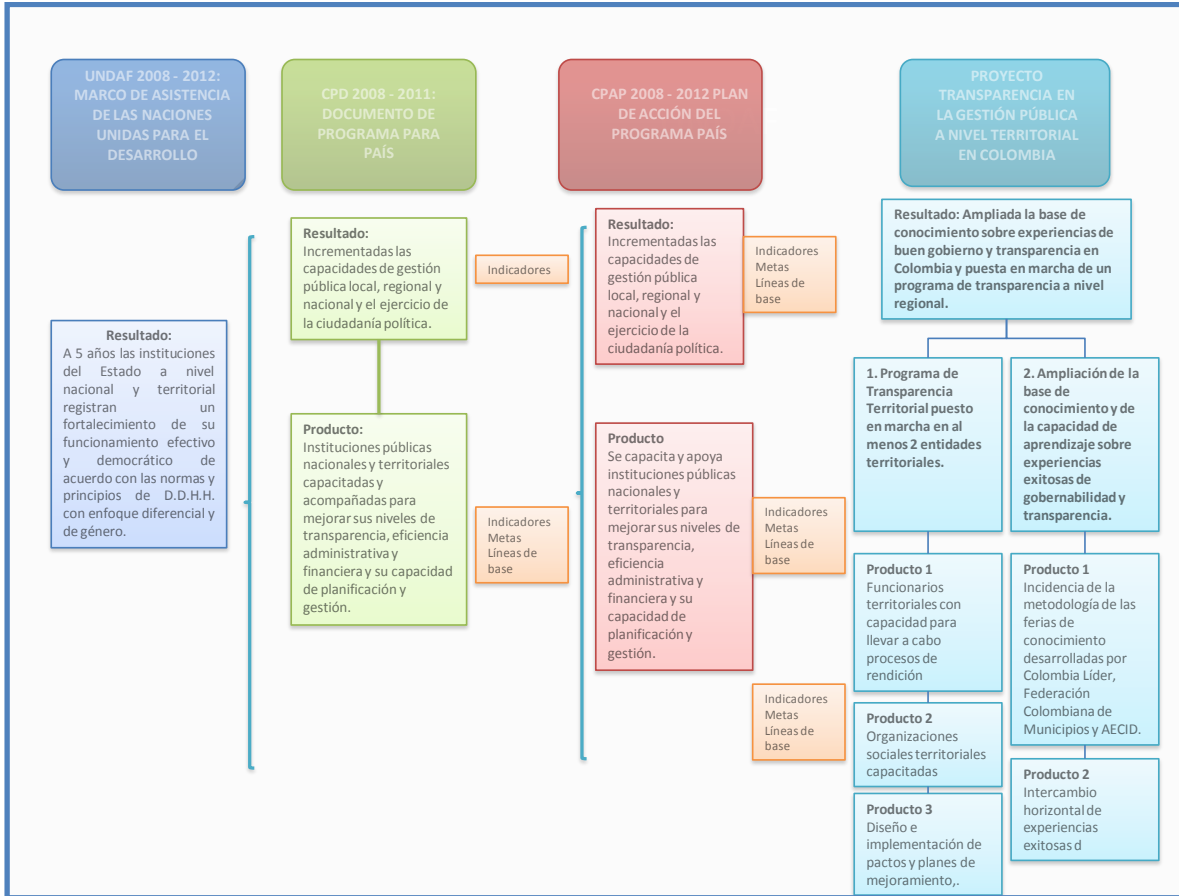 UNDAF 2008 - 2012:
MARCO DE ASISTENCIA
DE LAS NACIONES
UNIDAS PARA EL
DESARROLLO
CPD 2008 - 2011:
DOCUMENTO DE
PROGRAMA PARA
PAÍS
CPAP 2008 - 2012 PLAN
DE ACCIÓN DEL
PROGRAMA PAÍS
PROYECTO
TRANSPARENCIA EN
LA GESTIÓN PÚBLICA
A NIVEL TERRITORIAL
EN COLOMBIA
Resultado:
A 5 años las instituciones
del Estado a nivel
nacional y territorial
registran un
fortalecimiento de su
funcionamiento efectivo
y democrático de
acuerdo con las normas y
principios de D.D.H.H.
con enfoque diferencial y
de género.
Resultado:
Incrementadas las
capacidades de gestión
pública local, regional y
nacional y el ejercicio de
la ciudadanía política.
Indicadores
Producto:
Instituciones públicas
nacionales y territoriales
capacitadas y
acompañadas para
mejorar sus niveles de
transparencia, eficiencia
administrativa y
financiera y su capacidad
de planificación y
gestión.
Indicadores
Metas
Líneas de
base
Resultado:
Incrementadas las
capacidades de
gestión pública
local, regional y
nacional y el
ejercicio de la
ciudadanía política.
Indicadores
Metas
Líneas de
base
Producto
Se capacita y apoya
instituciones públicas
nacionales y
territoriales para
mejorar sus niveles de
transparencia,
eficiencia
administrativa y
financiera y su
capacidad de
planificación y
gestión.
Indicadores
Metas
Líneas de
base
Indicadores
Metas
Líneas de
base
Resultado: Ampliada la base de
conocimiento sobre experiencias de
buen gobierno y transparencia en
Colombia y puesta en marcha de un
programa de transparencia a nivel
regional.
1. Programa de
Transparencia
Territorial puesto
en marcha en al
menos 2 entidades
territoriales.
Producto 1
Funcionarios
territoriales con
capacidad para
llevar a cabo
procesos de
rendición
Producto 2
Organizaciones
sociales territoriales
capacitadas
Producto 3
Diseño e
implementación de
pactos y planes de
mejoramiento,.
2. Ampliación de la
base de
conocimiento y de
la capacidad de
aprendizaje sobre
experiencias
exitosas de
gobernabilidad y
transparencia.
Producto 1
Incidencia de la
metodología de las
ferias de
conocimiento
desarrolladas por
Colombia Líder,
Federación
Colombiana de
Municipios y AECID.
Producto 2
Intercambio
horizontal de
experiencias
exitosas d